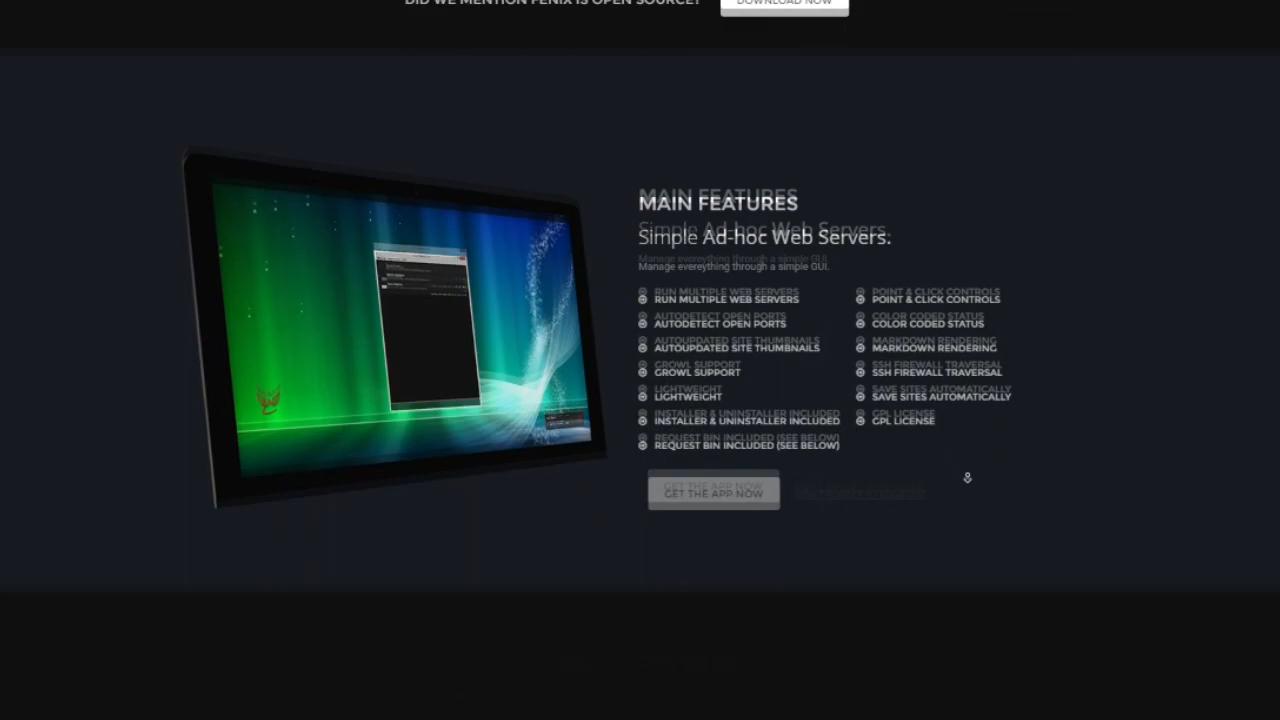 DID WE MENTION FENIX IS OPEN SOURCE?
DOWNLOAD NOW
MAIN FEATURES
Simple Ad-hoc Web Servers.
Manage evereything through a simple GUI.
RUN MULTIPLE WEB SERVERS
AUTODETECT OPEN PORTS
AUTOUPDATED SITE THUMBNAILS
GROWL SUPPORT
LIGHTWEIGHT
INSTALLER & UNINSTALLER INCLUDED
REQUEST BIN INCLUDED (SEE BELOW)
POINT & CLICK CONTROLS
COLOR CODED STATUS
MARKDOWN RENDERING
SSH FIREWALL TRAVERSAL
SAVE SITES AUTOMATICALLY
GPL LICENSE
GET THE APP NOW